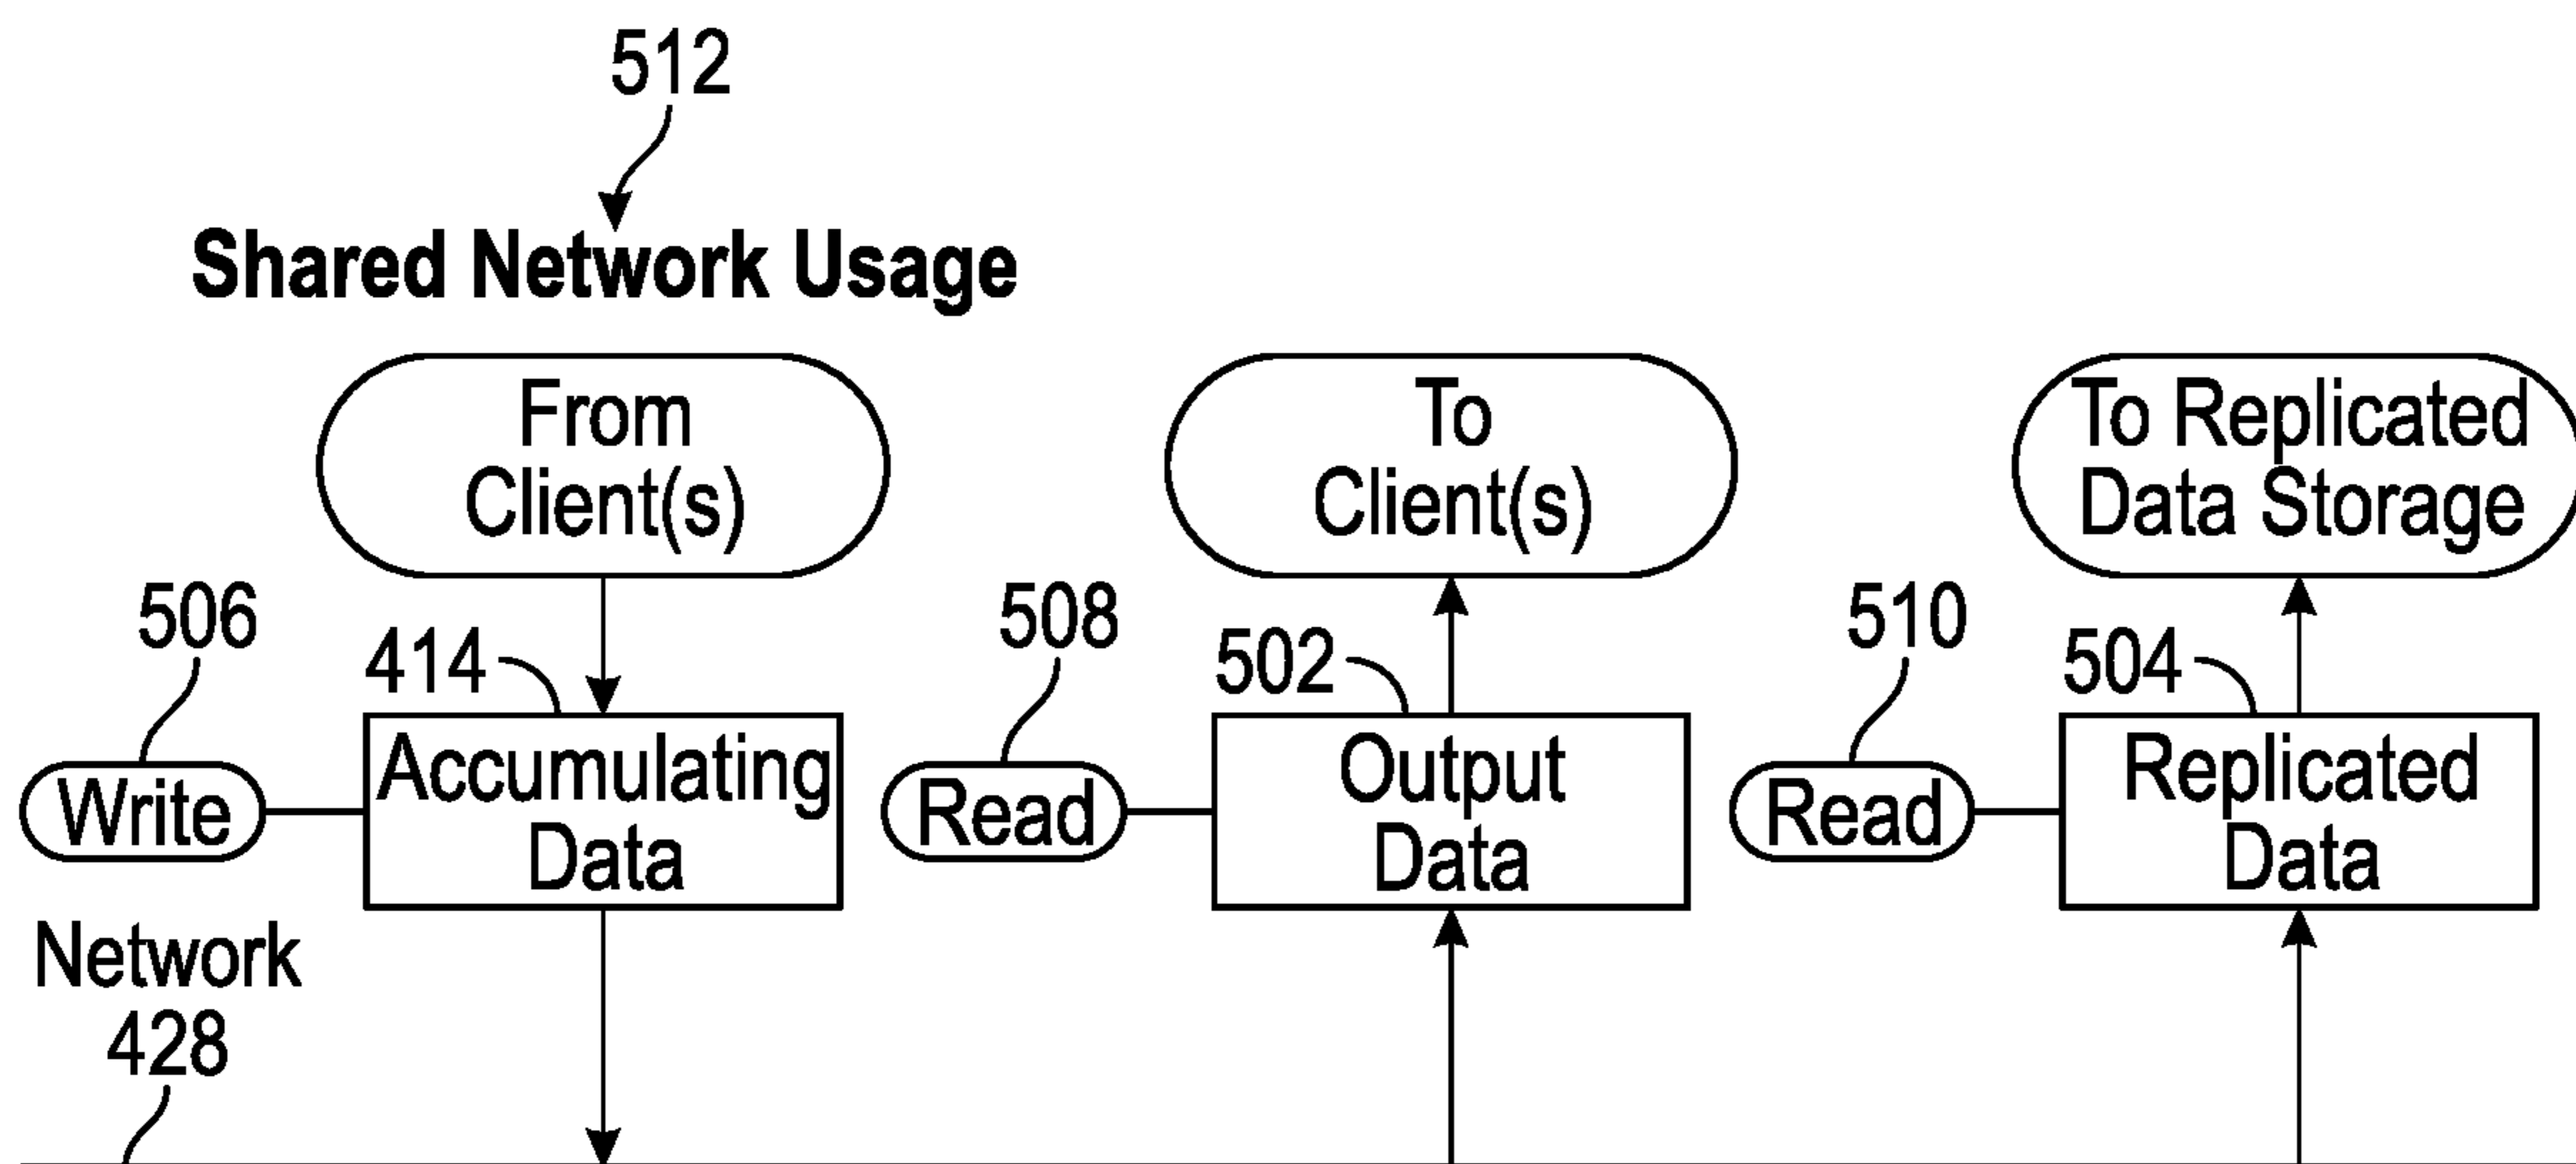 512
Shared Network Usage
From
Client(s)
To
Client(s)
To Replicated
Data Storage
506
414
508
502
510
504
Write
Accumulating
Data
Read
Output
Data
Read
Replicated
Data
Network
428